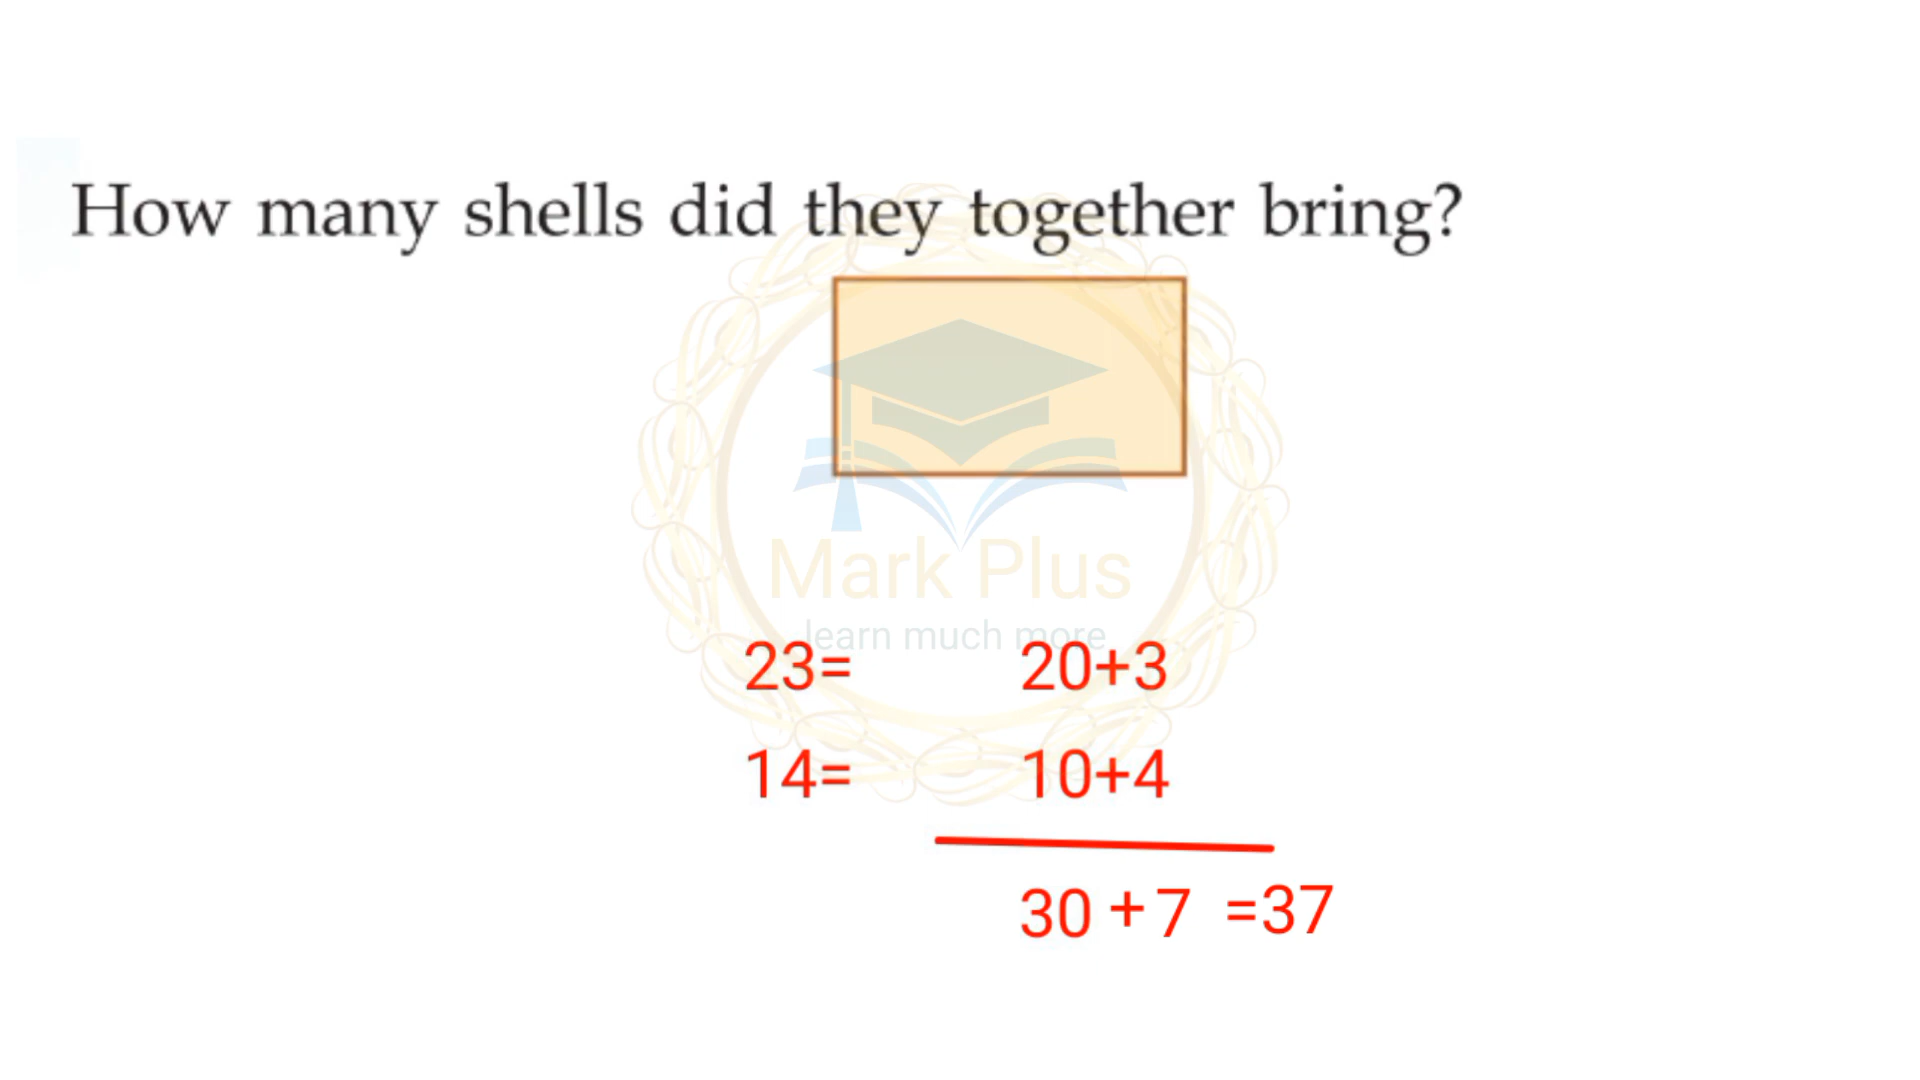 How many shells did they together bring?
Mark Plus
learn much more
23= 20+3
14= 10+4
30 + 7 =37